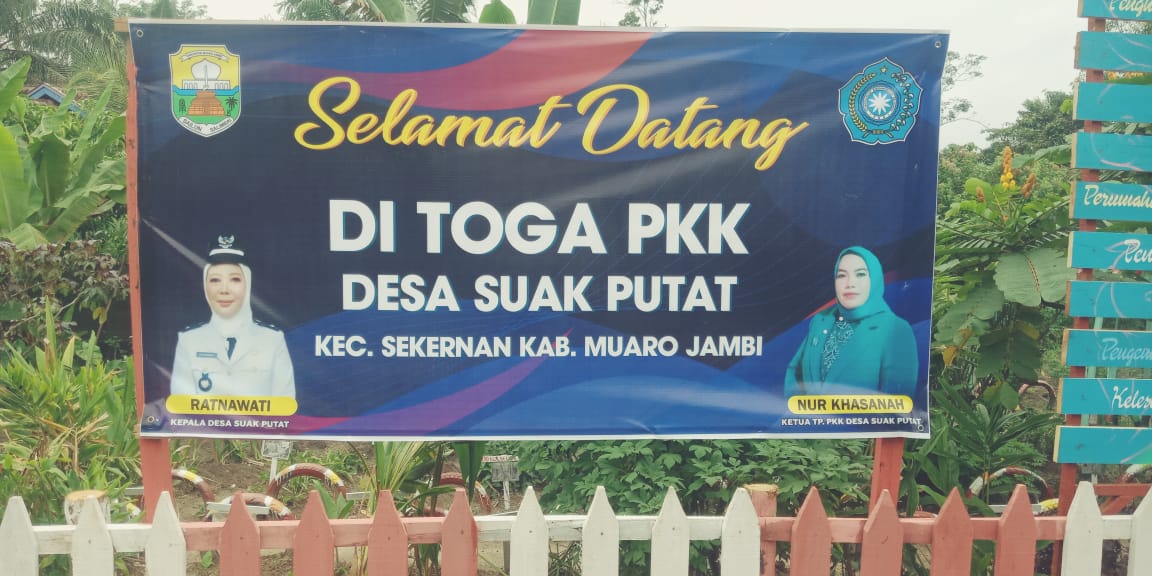 Selamat Datang
DI TOGA PKK
DESA SUAK PUTAT
KEC. SEKERNAN KAB. MUARO JAMBI
RATNAWATI
KEPALA DESA SUAK PUTAT
NUR KHASANAH
KETUA TP. PKK DESA SUAK PUTAT